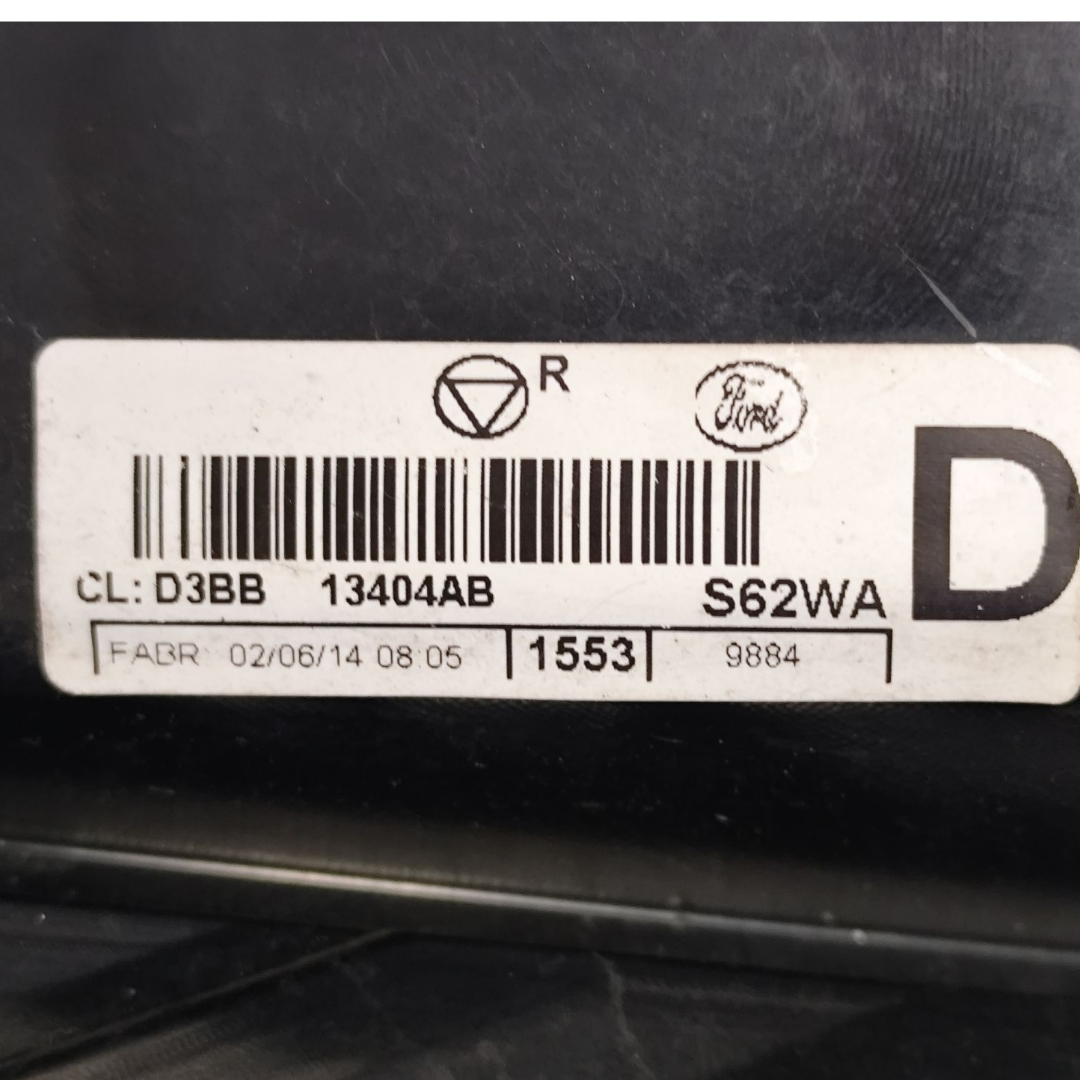 R
Ford
D
CL: D3BB 13404AB S62WA
FABR 02/06/14 08:05 1553 9884